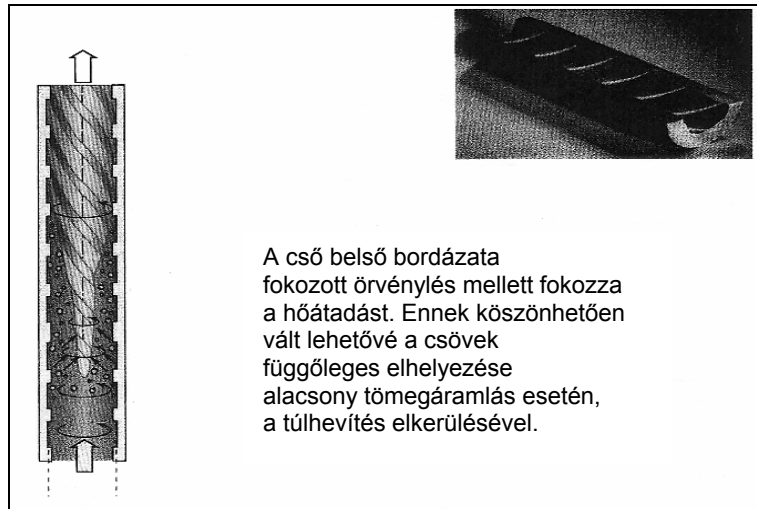 A cső belső bordázata
fokozott örvénylés mellett fokozza
a hőátadást. Ennek köszönhetően
vált lehetővé a csövek
függőleges elhelyezése
alacsony tömegáramlás esetén,
a túlhevítés elkerülésével.